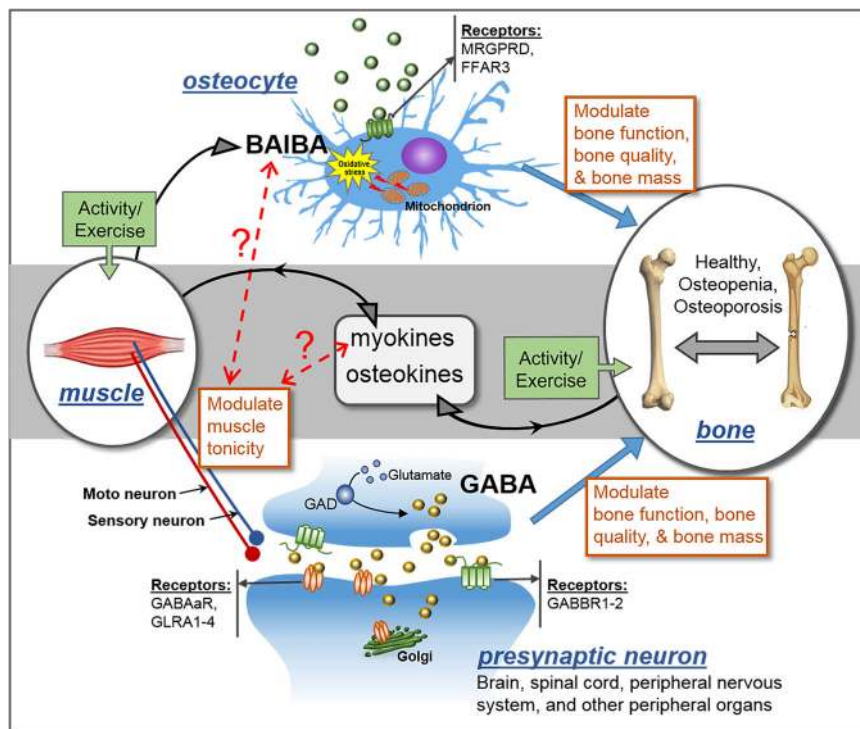 Receptors:
MRGPRD,
FFAR3
osteocyte
BAIBA
Oxidative
stress
Mitochondrion
Modulate
bone function,
bone quality,
& bone mass
Activity/
Exercise
?
Healthy,
Osteopenia,
Osteoporosis
?
myokines
osteokines
Activity/
Exercise
muscle
Modulate
muscle
tonicity
bone
Moto neuron
Sensory neuron
Glutamate
GAD
GABA
Modulate
bone function, bone
quality, & bone mass
Receptors:
GABAaR,
GLRA1-4
Receptors:
GABBR1-2
Golgi
presynaptic neuron
Brain, spinal cord, peripheral nervous
system, and other peripheral organs